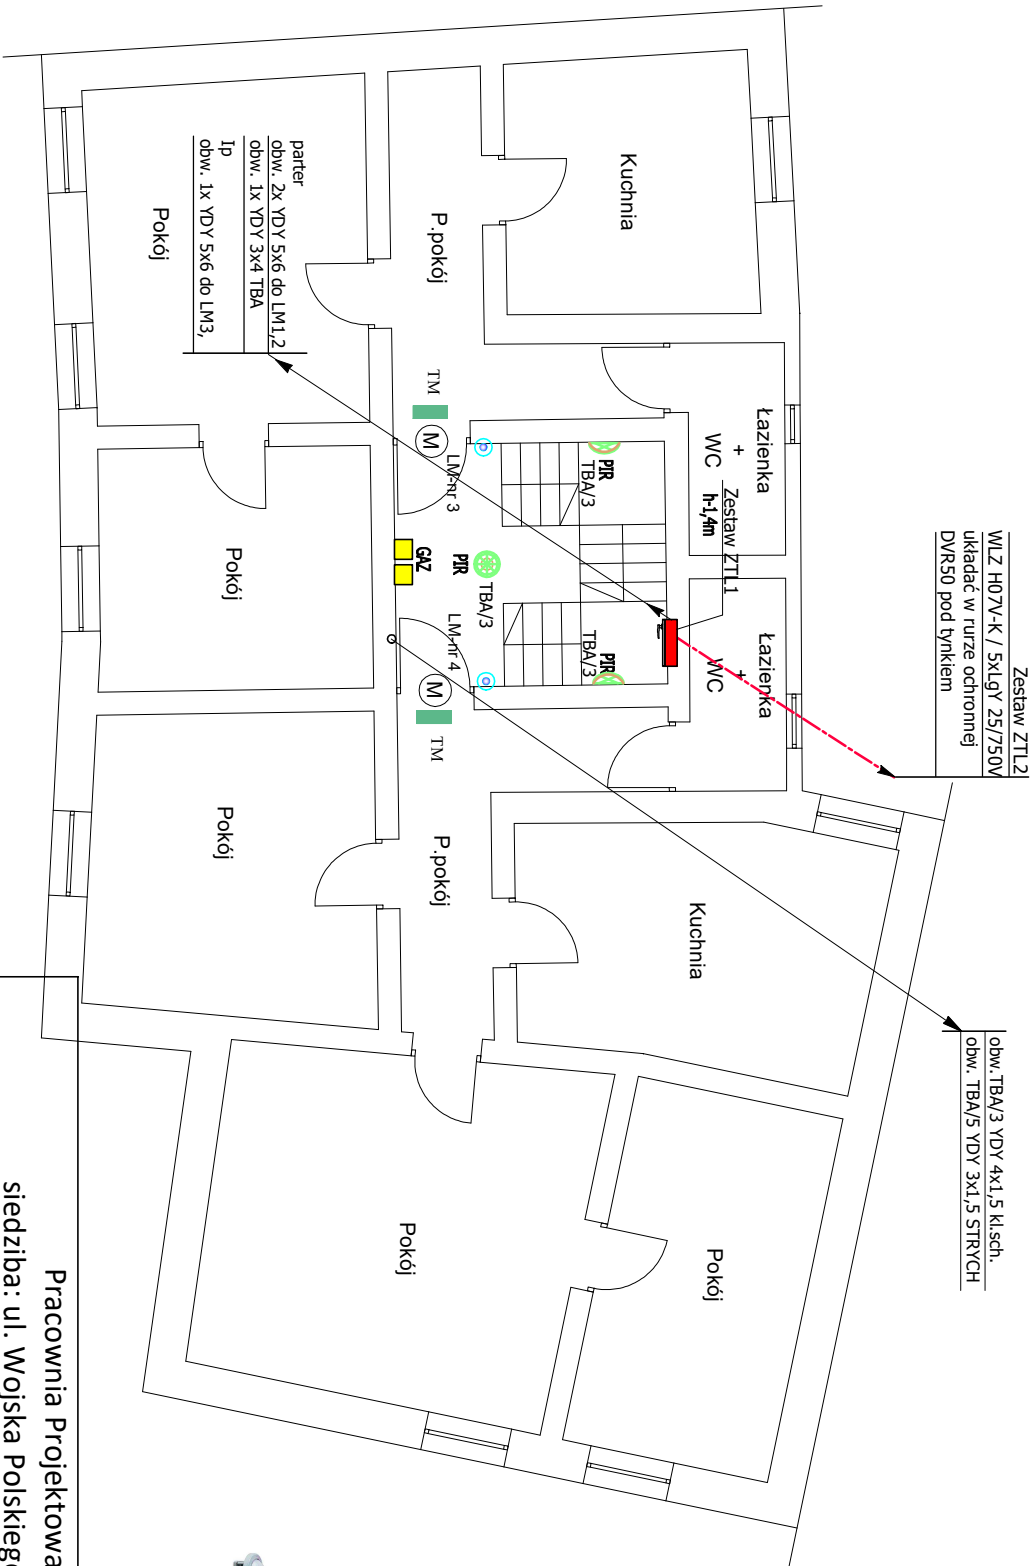 Zestaw ZTL2
WLZ H07V-K / 5xLgY 25/750V
układać w rurze ochronnej
DVR50 pod tynkiem
obw.TBA/3 YDY 4x1,5 kl.sch.
obw. TBA/5 YDY 3x1,5 STRYCH
Kuchnia
Łazienka
+
WC
Zestaw ZTL1
h-1,4m
Łazienka
+
WC
Kuchnia
Pokój
PIR
TBA/3
PIR
TBA/3
PIR
TBA/3
P.pokój
TM
M
LM-nr 3
GAZ
LM-nr 4
M
TM
P.pokój
Pokój
parter
obw. 2x YDY 5x6 do LM1,2
obw. 1x YDY 3x4 TBA
Ip
obw. 1x YDY 5x6 do LM3,
Pokój
Pokój
Pokój
Pracownia Projektowa
siedziba: ul. Wojska Polskiego